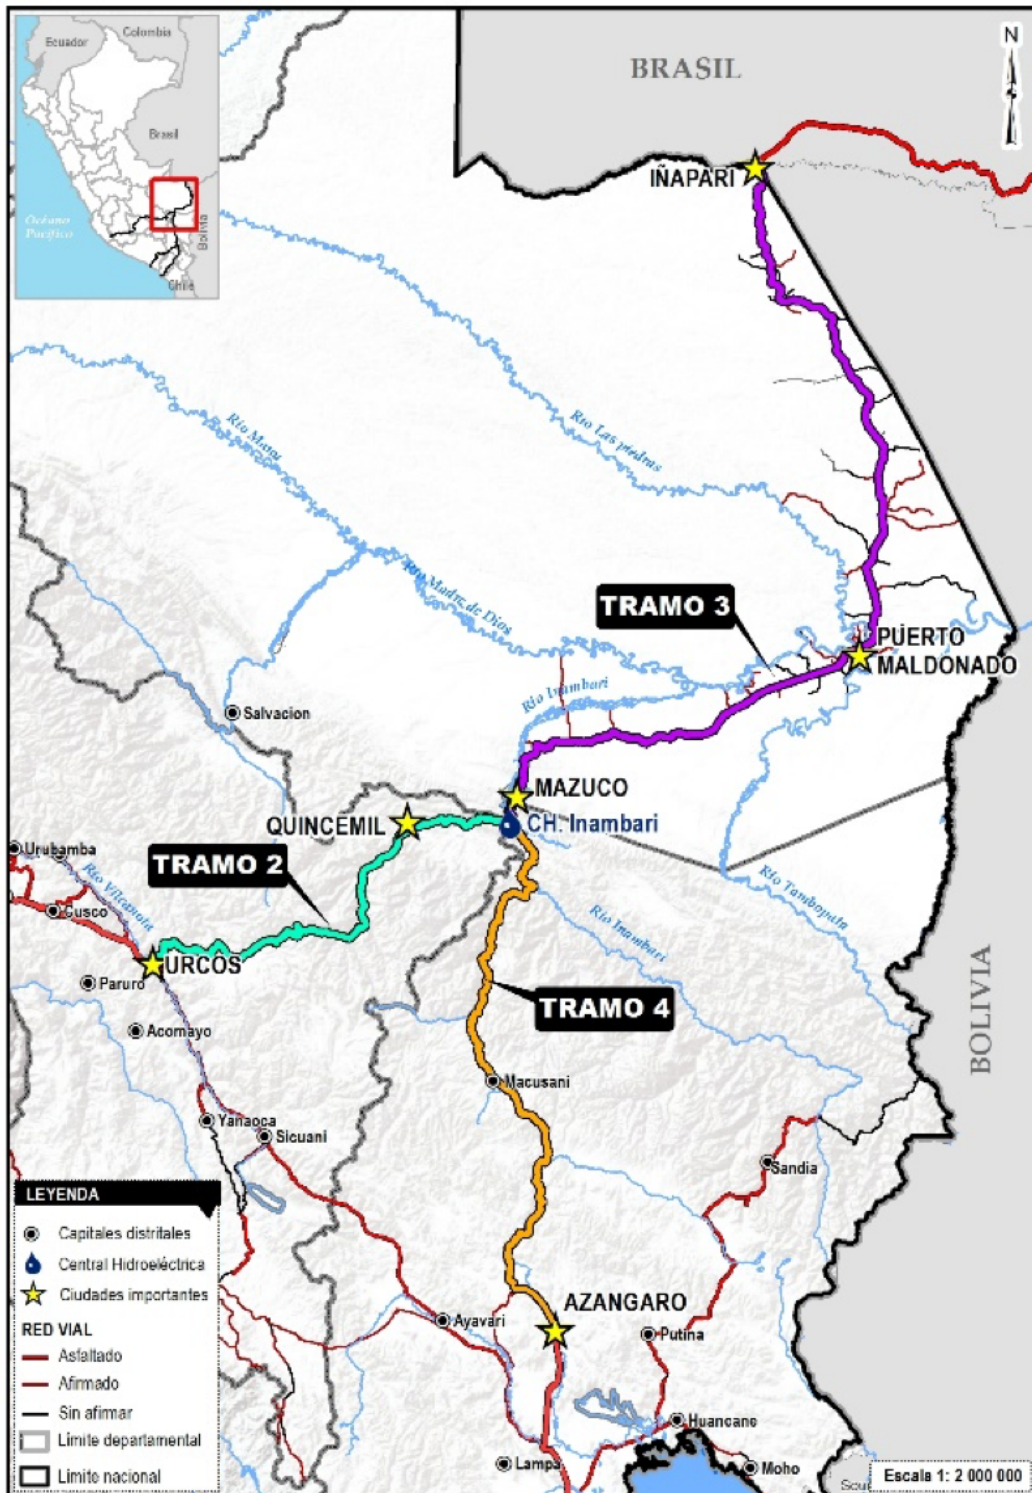 Ecuador
Colombia
Brasil
Océano
Pacífico
Bolivia
Chile
BRASIL
N
IÑAPARI
Río Manu
Río Las piedras
Río Madre de Dios
TRAMO 3
PUERTO
MALDONADO
Río Inambari
Salvacion
MAZUCO
QUINCEMIL
CH. Inambari
Urubamba
TRAMO 2
Río Vilcanota
Cusco
Río Tambopata
Río Inambari
URCOS
Paruro
TRAMO 4
Acomayo
BOLIVIA
Macusani
Yanaoca
Sicuani
Sandia
LEYENDA
Capitales distritales
Central Hidroeléctrica
Ciudades importantes
RED VIAL
Asfaltado
Afirmado
Sin afirmar
Límite departamental
Límite nacional
AZANGARO
Ayavari
Putina
Huancane
Lampa
Moho
Escala 1: 2 000 000